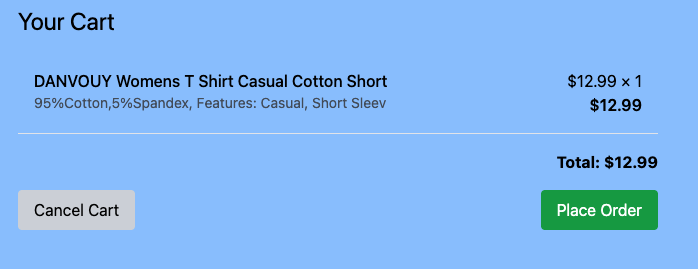 Your Cart
DANVOUY Womens T Shirt Casual Cotton Short
$12.99 × 1
95%Cotton,5%Spandex, Features: Casual, Short Sleev
$12.99
Total: $12.99
Cancel Cart
Place Order